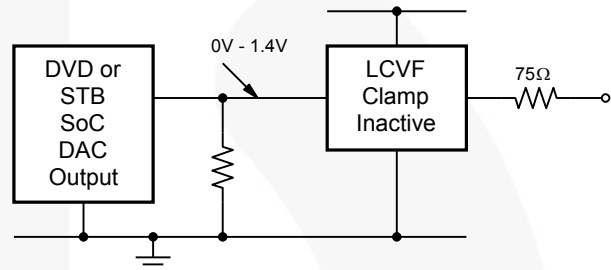 DVD or
STB
SoC
DAC
Output
0V - 1.4V
LCVF
Clamp
Inactive
75Ω